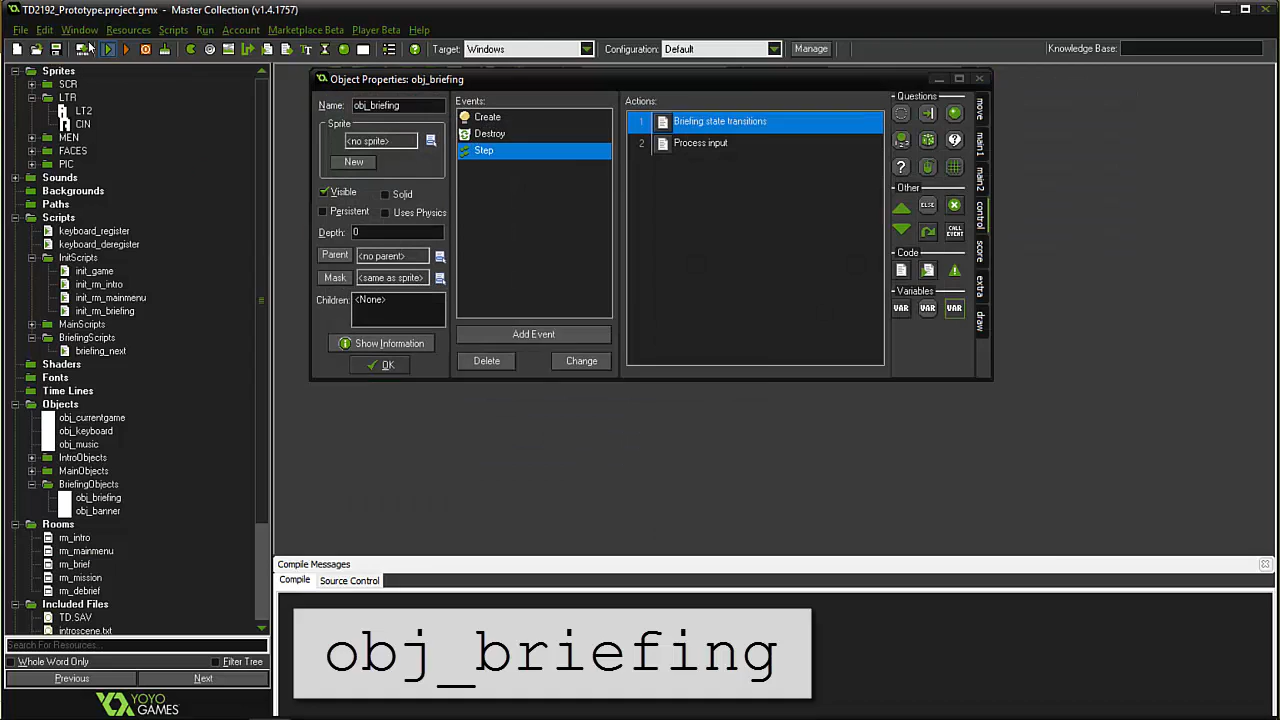 TD2192_Prototype.project.gmx - Master Collection (v1.4.1757)
File Edit Window Resources Scripts Run Account Marketplace Beta Player Beta Help
Target: Windows Configuration: Default Manage Knowledge Base:
Sprites
SCR
LTR
LT2
CIN
MEN
FACES
PIC
Sounds
Backgrounds
Paths
Scripts
keyboard_register
keyboard_deregister
InitScripts
init_game
init_rm_intro
init_rm_mainmenu
init_rm_briefing
MainScripts
BriefingScripts
briefing_next
Shaders
Fonts
Time Lines
Objects
obj_currentgame
obj_keyboard
obj_music
IntroObjects
MainObjects
BriefingObjects
obj_briefing
obj_banner
Rooms
rm_intro
rm_mainmenu
rm_brief
rm_mission
rm_debrief
Included Files
TD.SAV
introscene.txt
Search For Resources...
Whole Word Only Filter Tree
Previous Next
YOYO
GAMES
Object Properties: obj_briefing
Name: obj_briefing
Sprite
<no sprite>
New
Visible Solid
Persistent Uses Physics
Depth: 0
Parent <no parent>
Mask <same as sprite>
Children: <None>
Show Information
OK
Events:
Create
Destroy
Step
Add Event
Delete Change
Actions:
1 Briefing state transitions
2 Process input
Questions
Other
ELSE
CALL
EVENT
Code
Variables
VAR VAR VAR
move
main1
main2
control
score
extra
draw
Compile Messages
Compile Source Control
obj_briefing